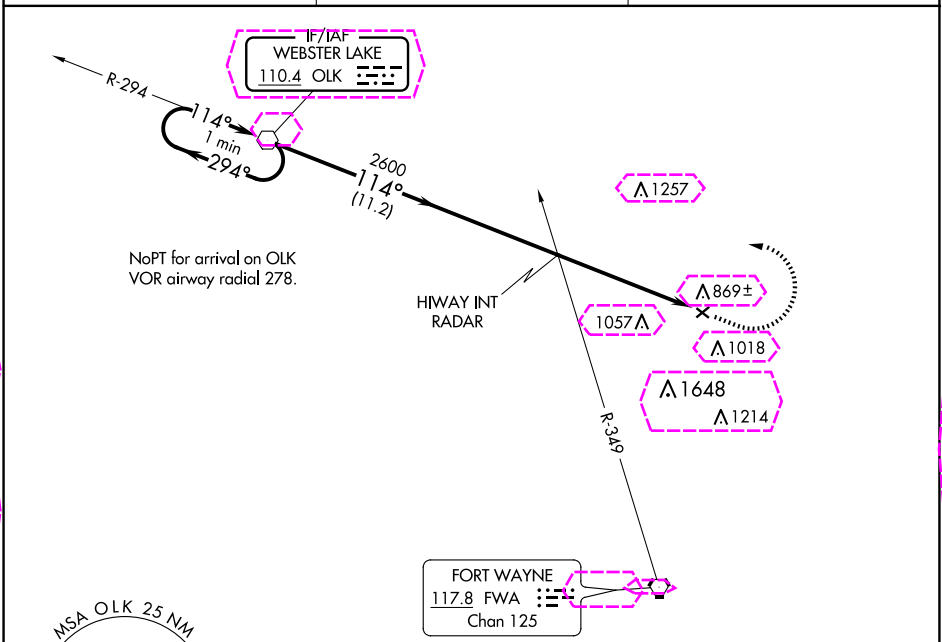 IF/IAF
WEBSTER LAKE
110.4 OLK
R-294
114°
1 min
294°
2600
114°
(11.2)
1257
NoPT for arrival on OLK
VOR airway radial 278.
HIWAY INT
RADAR
869±
1057
1018
1648
1214
R-349
FORT WAYNE
117.8 FWA
Chan 125
MSA OLK 25 NM